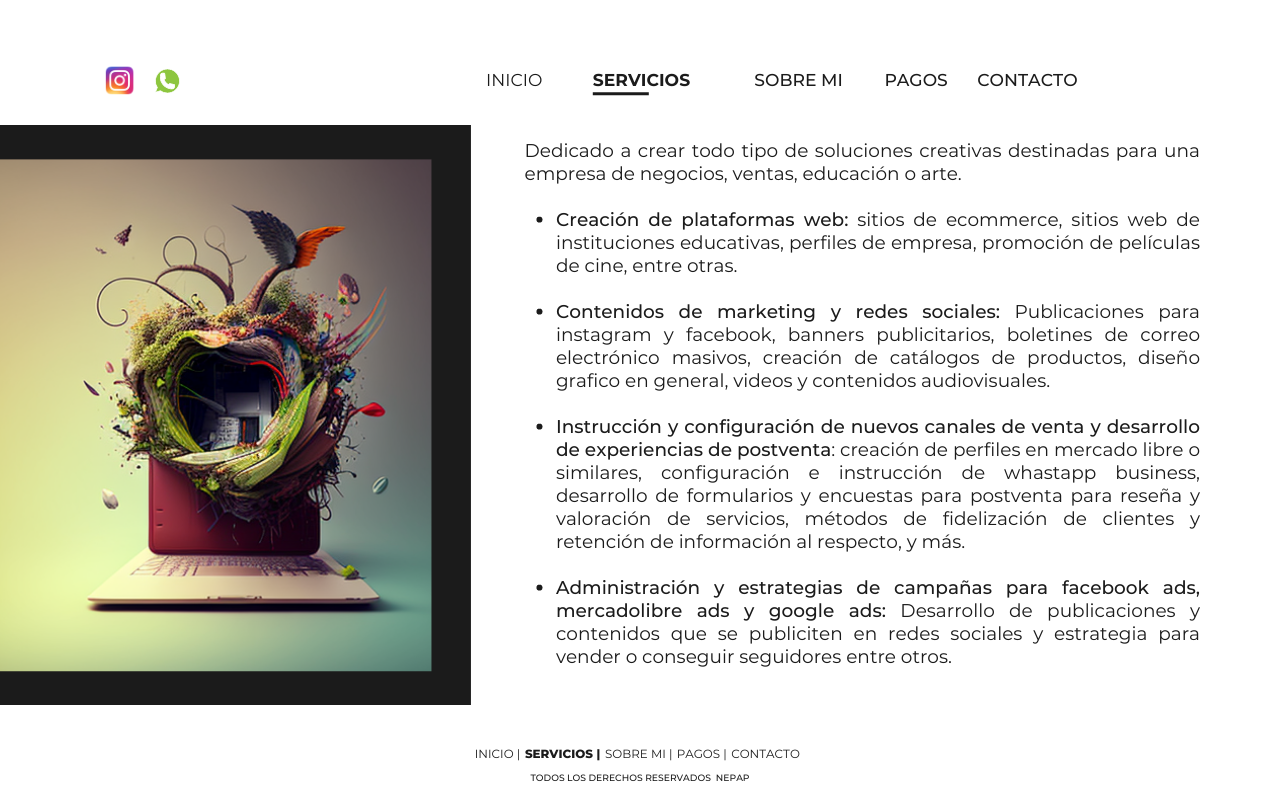 INICIO SERVICIOS SOBRE MI PAGOS CONTACTO
Dedicado a crear todo tipo de soluciones creativas destinadas para una
empresa de negocios, ventas, educación o arte.
• Creación de plataformas web: sitios de ecommerce, sitios web de
instituciones educativas, perfiles de empresa, promoción de películas
de cine, entre otras.
• Contenidos de marketing y redes sociales: Publicaciones para
instagram y facebook, banners publicitarios, boletines de correo
electrónico masivos, creación de catálogos de productos, diseño
grafico en general, videos y contenidos audiovisuales.
• Instrucción y configuración de nuevos canales de venta y desarrollo
de experiencias de postventa: creación de perfiles en mercado libre o
similares, configuración e instrucción de whastapp business,
desarrollo de formularios y encuestas para postventa para reseña y
valoración de servicios, métodos de fidelización de clientes y
retención de información al respecto, y más.
• Administración y estrategias de campañas para facebook ads,
mercadolibre ads y google ads: Desarrollo de publicaciones y
contenidos que se publiciten en redes sociales y estrategia para
vender o conseguir seguidores entre otros.
INICIO | SERVICIOS | SOBRE MI | PAGOS | CONTACTO
TODOS LOS DERECHOS RESERVADOS NEPAP